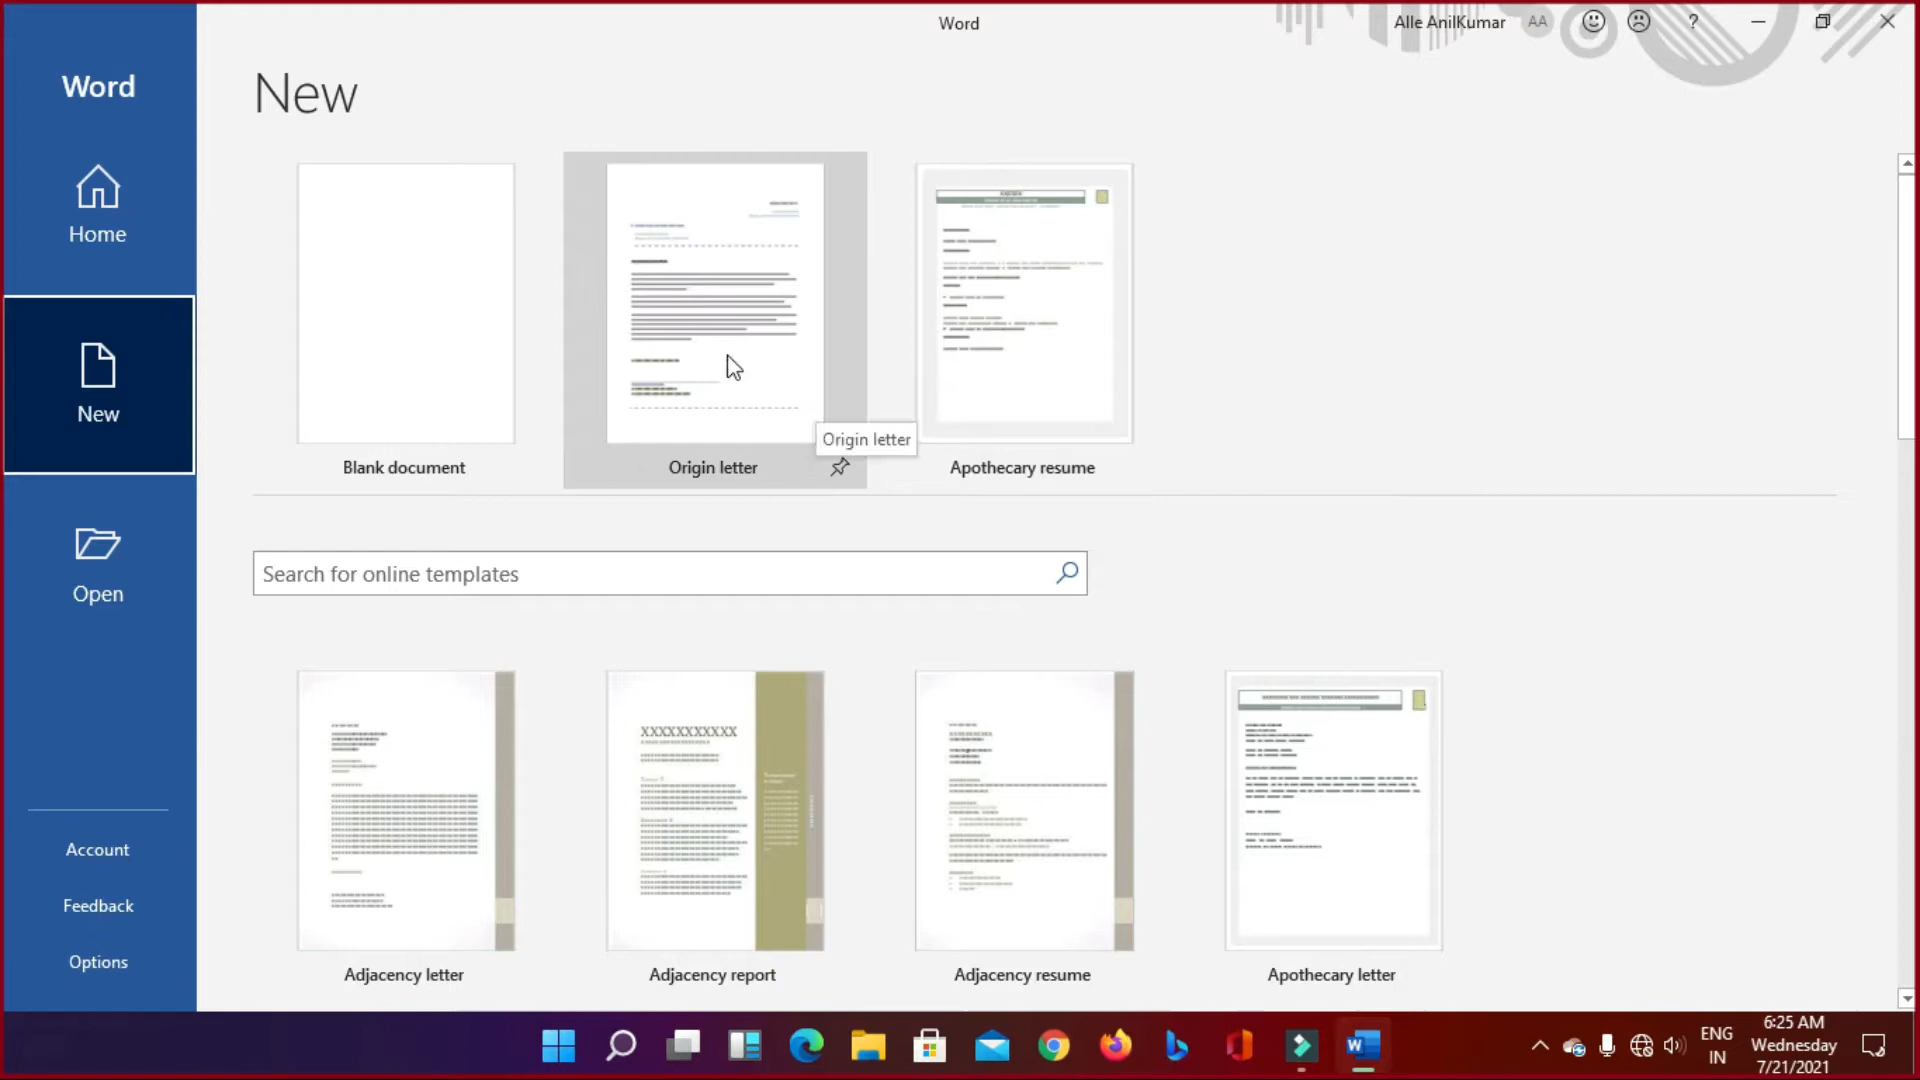 Word
Alle AnilKumar AA ?
Word
New
Home
New
Open
Account
Feedback
Options
Origin letter
Blank document
Origin letter
Apothecary resume
Search for online templates
XXXXXXXXXXX
Adjacency letter
Adjacency report
Adjacency resume
Apothecary letter
ENG
IN
6:25 AM
Wednesday
7/21/2021